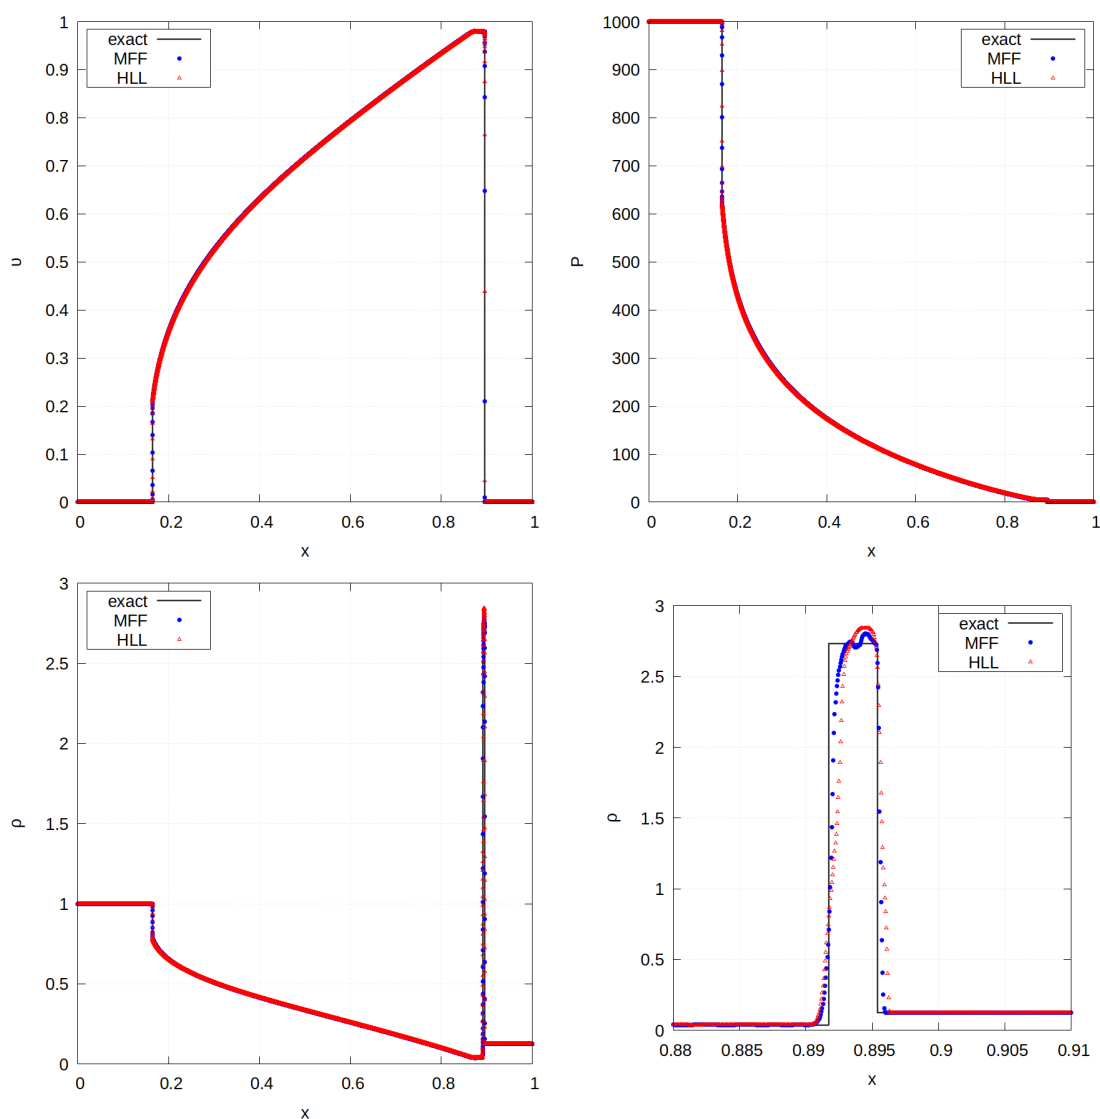 1
0.9
0.8
0.7
0.6
0.5
0.4
0.3
0.2
0.1
0
0 0.2 0.4 0.6 0.8 1
υ
x
exact
MFF
HLL
1000
900
800
700
600
500
400
300
200
100
0
0 0.2 0.4 0.6 0.8 1
P
x
exact
MFF
HLL
3
2.5
2
1.5
1
0.5
0
0 0.2 0.4 0.6 0.8 1
ρ
x
exact
MFF
HLL
3
2.5
2
1.5
1
0.5
0
0.88 0.885 0.89 0.895 0.9 0.905 0.91
ρ
x
exact
MFF
HLL